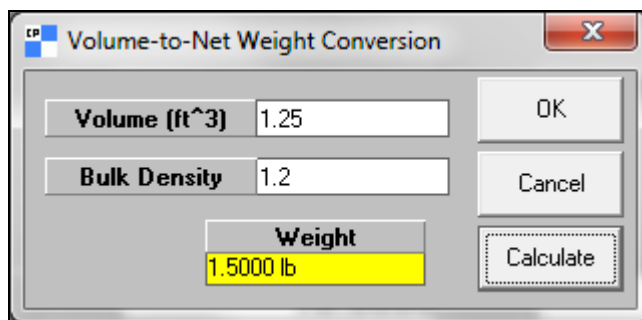 CP
Volume-to-Net Weight Conversion
X
Volume (ft^3) 1.25
OK
Bulk Density 1.2
Cancel
Weight
1.5000 lb
Calculate